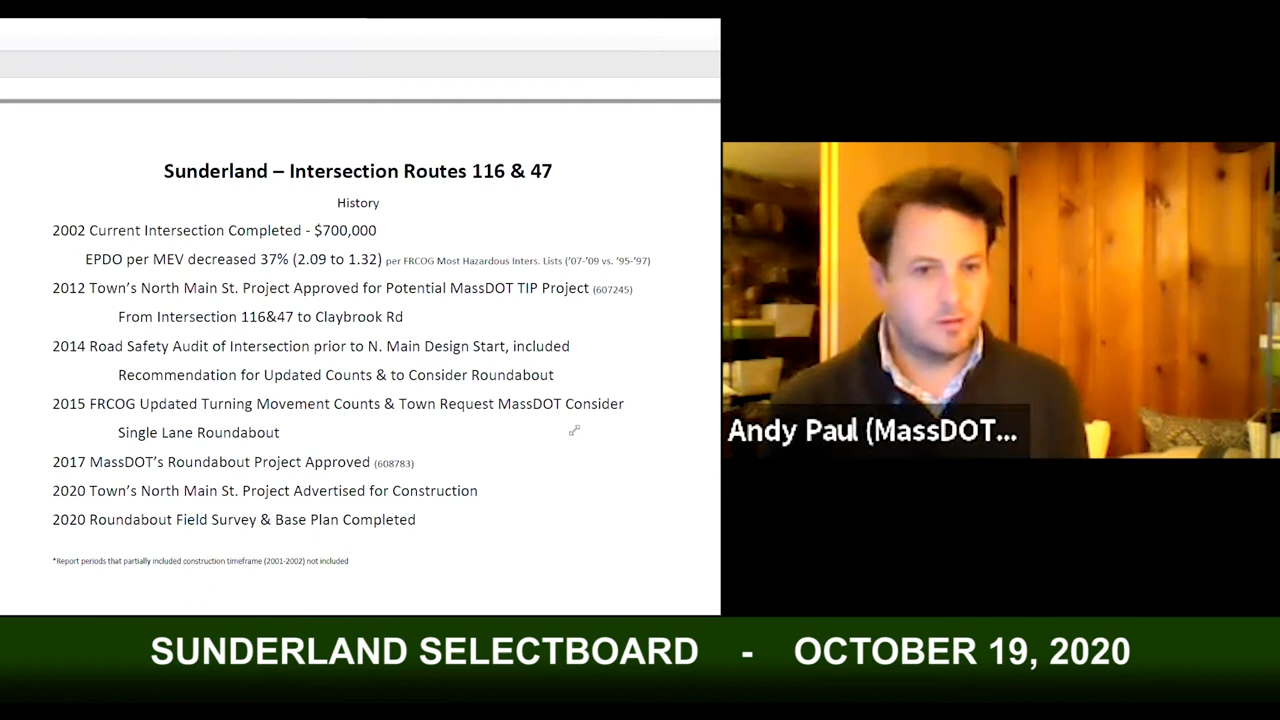 Sunderland – Intersection Routes 116 & 47
History
2002 Current Intersection Completed - $700,000
EPDO per MEV decreased 37% (2.09 to 1.32) per FRCOG Most Hazardous Inters. Lists ('07-'09 vs. '95-'97)
2012 Town's North Main St. Project Approved for Potential MassDOT TIP Project (607245)
From Intersection 116&47 to Claybrook Rd
2014 Road Safety Audit of Intersection prior to N. Main Design Start, included
Recommendation for Updated Counts & to Consider Roundabout
2015 FRCOG Updated Turning Movement Counts & Town Request MassDOT Consider
Single Lane Roundabout
2017 MassDOT's Roundabout Project Approved (608783)
2020 Town's North Main St. Project Advertised for Construction
2020 Roundabout Field Survey & Base Plan Completed
*Report periods that partially included construction timeframe (2001-2002) not included
Andy Paul (MassDOT...
SUNDERLAND SELECTBOARD - OCTOBER 19, 2020